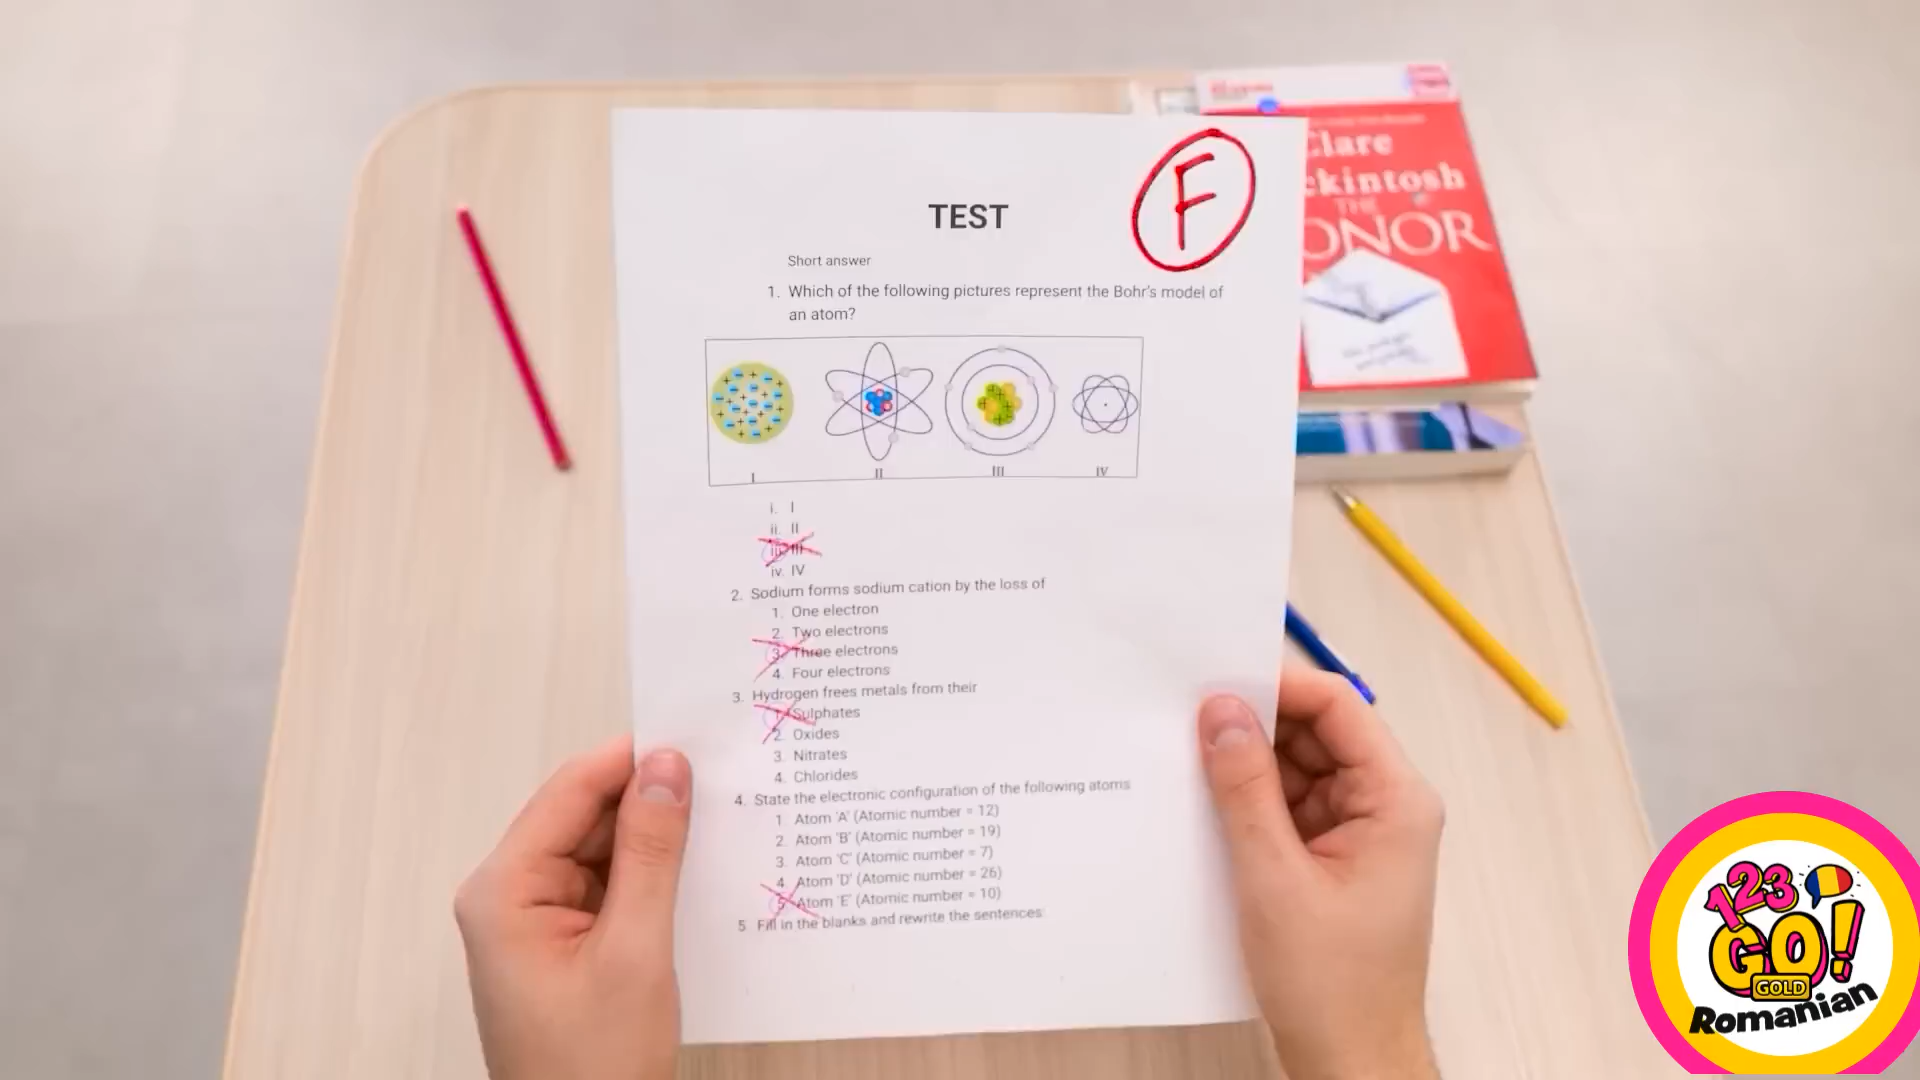 F
TEST
Short answer
1. Which of the following pictures represent the Bohr's model of
an atom?
I II III IV
i. I
ii. II
iii. III
iv. IV
2. Sodium forms sodium cation by the loss of
1. One electron
2. Two electrons
3. Three electrons
4. Four electrons
3. Hydrogen frees metals from their
1. Sulphates
2. Oxides
3. Nitrates
4. Chlorides
4. State the electronic configuration of the following atoms
1. Atom 'A' (Atomic number = 12)
2. Atom 'B' (Atomic number = 19)
3. Atom 'C' (Atomic number = 7)
4. Atom 'D' (Atomic number = 26)
5. Atom 'E' (Atomic number = 10)
5 Fill in the blanks and rewrite the sentences:
Clare
ckintosh
THE
ONOR
123
GO!
GOLD
Romanian